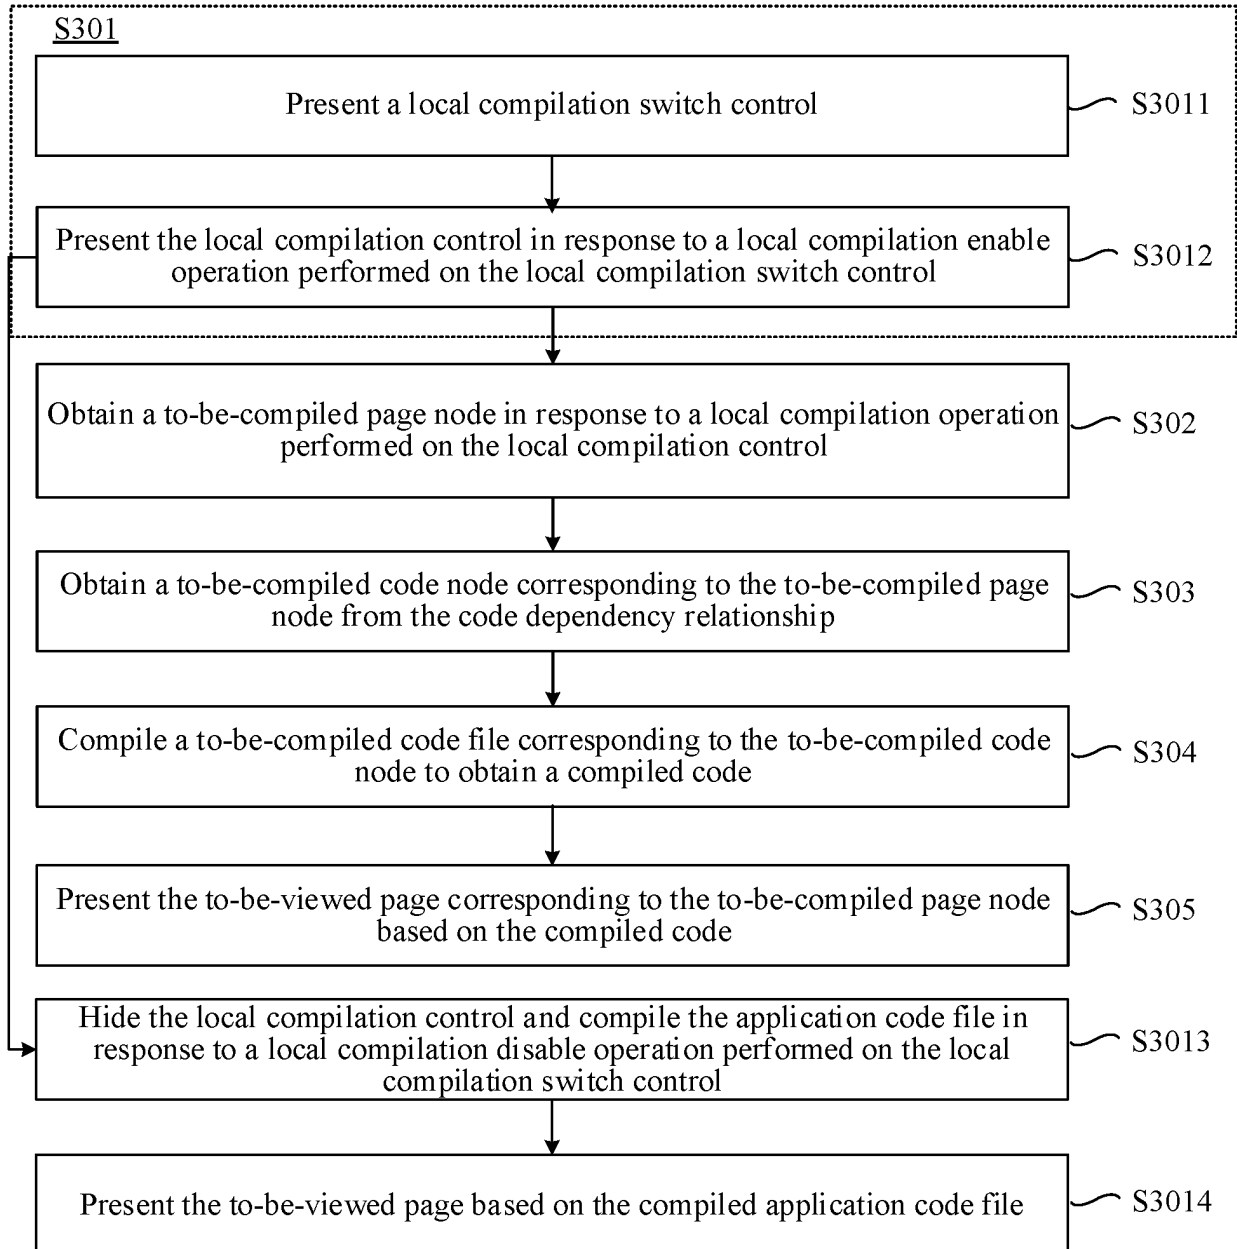 S301
Present a local compilation switch control
S3011
Present the local compilation control in response to a local compilation enable
operation performed on the local compilation switch control
S3012
Obtain a to-be-compiled page node in response to a local compilation operation
performed on the local compilation control
S302
Obtain a to-be-compiled code node corresponding to the to-be-compiled page
node from the code dependency relationship
S303
Compile a to-be-compiled code file corresponding to the to-be-compiled code
node to obtain a compiled code
S304
Present the to-be-viewed page corresponding to the to-be-compiled page node
based on the compiled code
S305
Hide the local compilation control and compile the application code file in
response to a local compilation disable operation performed on the local
compilation switch control
S3013
Present the to-be-viewed page based on the compiled application code file
S3014